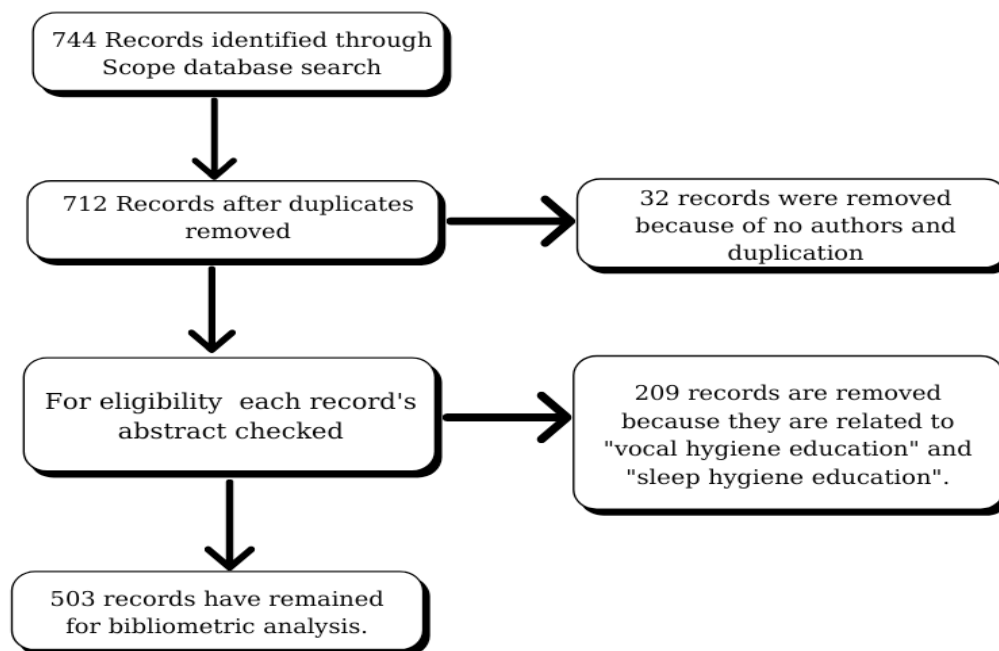 744 Records identified through
Scope database search
712 Records after duplicates
removed
32 records were removed
because of no authors and
duplication
For eligibility each record's
abstract checked
209 records are removed
because they are related to
"vocal hygiene education" and
"sleep hygiene education".
503 records have remained
for bibliometric analysis.